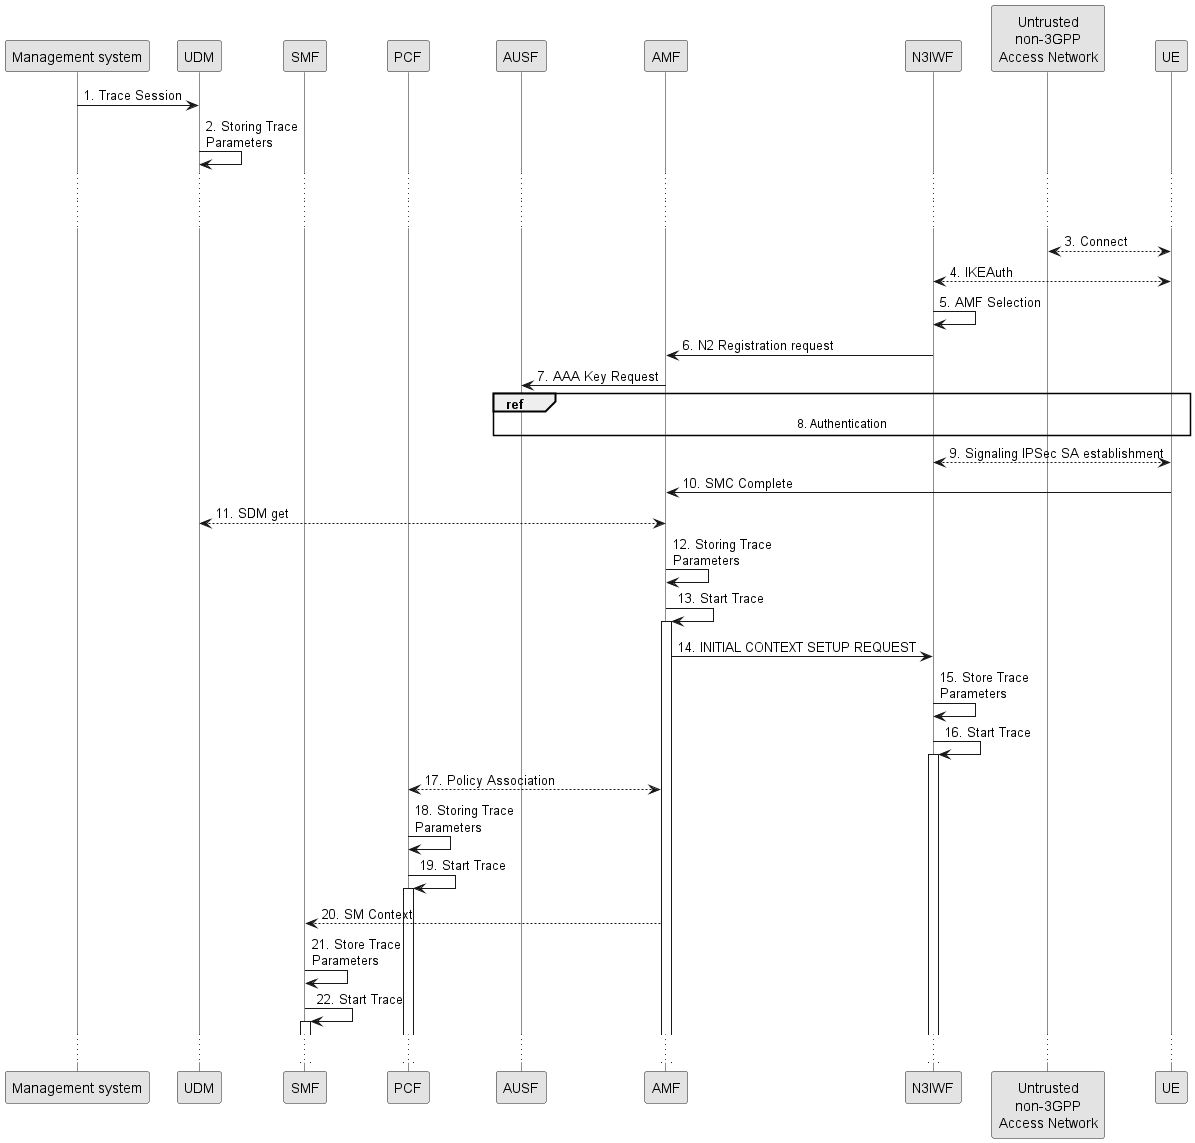 Untrusted
non-3GPP
Access Network
Management system
UDM
SMF
PCF
AUSF
AMF
N3IWF
UE
1. Trace Session
2. Storing Trace
Parameters
3. Connect
4. IKEAuth
5. AMF Selection
6. N2 Registration request
7. AAA Key Request
ref
8. Authentication
9. Signaling IPSec SA establishment
10. SMC Complete
11. SDM get
12. Storing Trace
Parameters
13. Start Trace
14. INITIAL CONTEXT SETUP REQUEST
15. Store Trace
Parameters
16. Start Trace
17. Policy Association
18. Storing Trace
Parameters
19. Start Trace
20. SM Context
21. Store Trace
Parameters
22. Start Trace
Management system
UDM
SMF
PCF
AUSF
AMF
N3IWF
Untrusted
non-3GPP
Access Network
UE